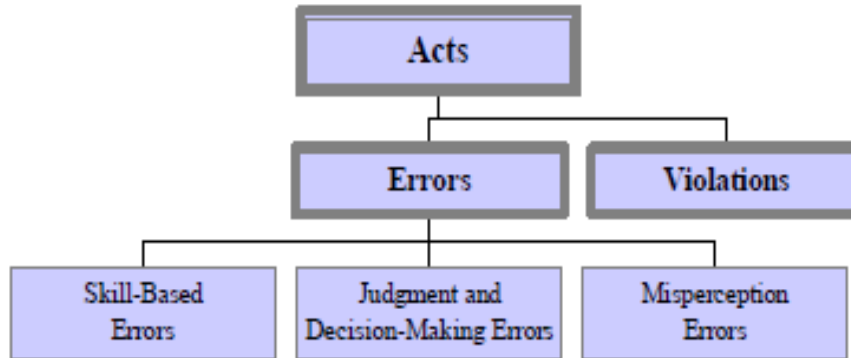 Acts
Errors
Violations
Skill-Based
Errors
Judgment and
Decision-Making Errors
Misperception
Errors